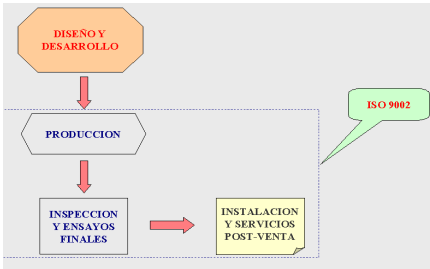 DISEÑO Y
DESARROLLO
ISO 9002
PRODUCCION
INSPECCION
Y ENSAYOS
FINALES
INSTALACION
Y SERVICIOS
POST-VENTA